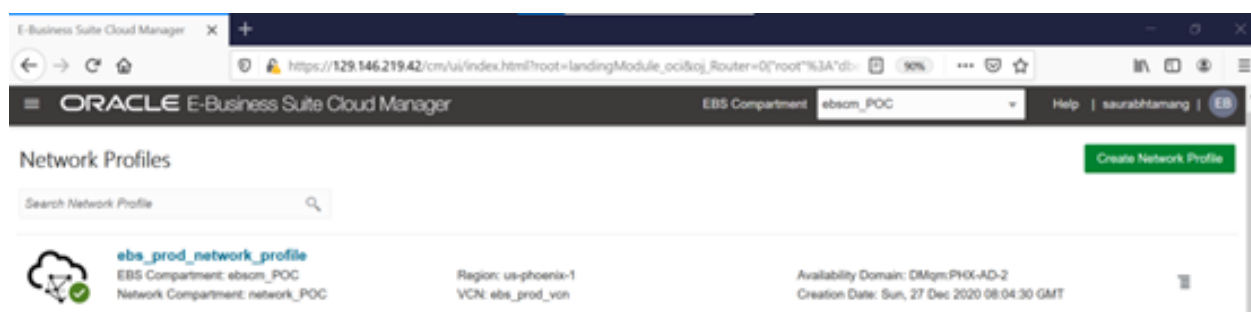 E-Business Suite Cloud Manager
https://129.146.219.42/cm/ui/index.html?root=landingModule_oci&oj_Router=0{"root"%3A"db
90%
ORACLE E-Business Suite Cloud Manager EBS Compartment ebscm_POC Help | saurabhtamang | EB
Network Profiles Create Network Profile
Search Network Profile
ebs_prod_network_profile
EBS Compartment: ebscm_POC Region: us-phoenix-1 Availability Domain: DMqm:PHX-AD-2
Network Compartment: network_POC VCN: ebs_prod_vcn Creation Date: Sun, 27 Dec 2020 08:04:30 GMT